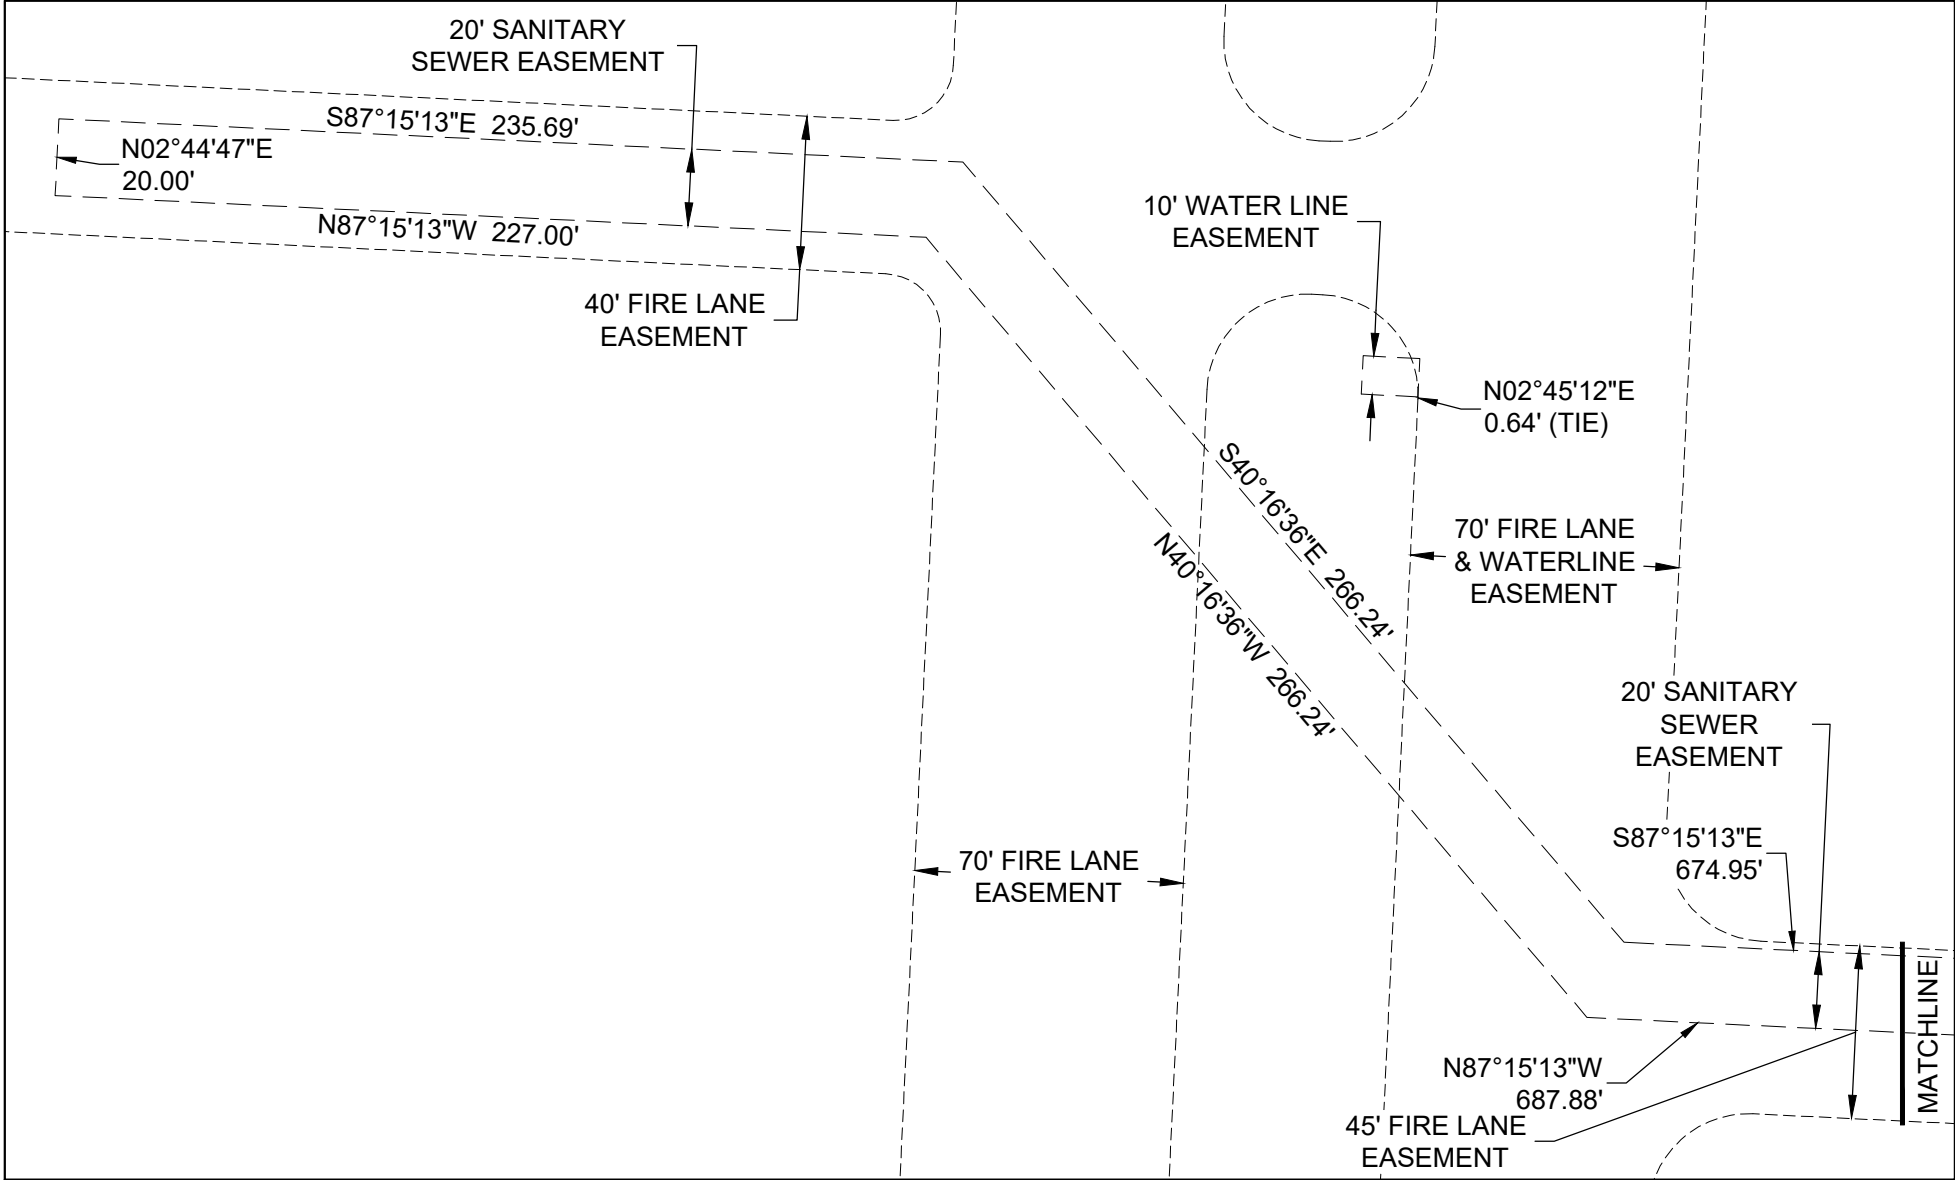 20' SANITARY
SEWER EASEMENT
S87°15'13"E 235.69'
N02°44'47"E
20.00'
N87°15'13"W 227.00'
40' FIRE LANE
EASEMENT
10' WATER LINE
EASEMENT
N02°45'12"E
0.64' (TIE)
S40°16'36"E 266.24'
N40°16'36"W 266.24'
70' FIRE LANE
& WATERLINE
EASEMENT
20' SANITARY
SEWER
EASEMENT
S87°15'13"E
674.95'
70' FIRE LANE
EASEMENT
N87°15'13"W
687.88'
45' FIRE LANE
EASEMENT
MATCHLINE